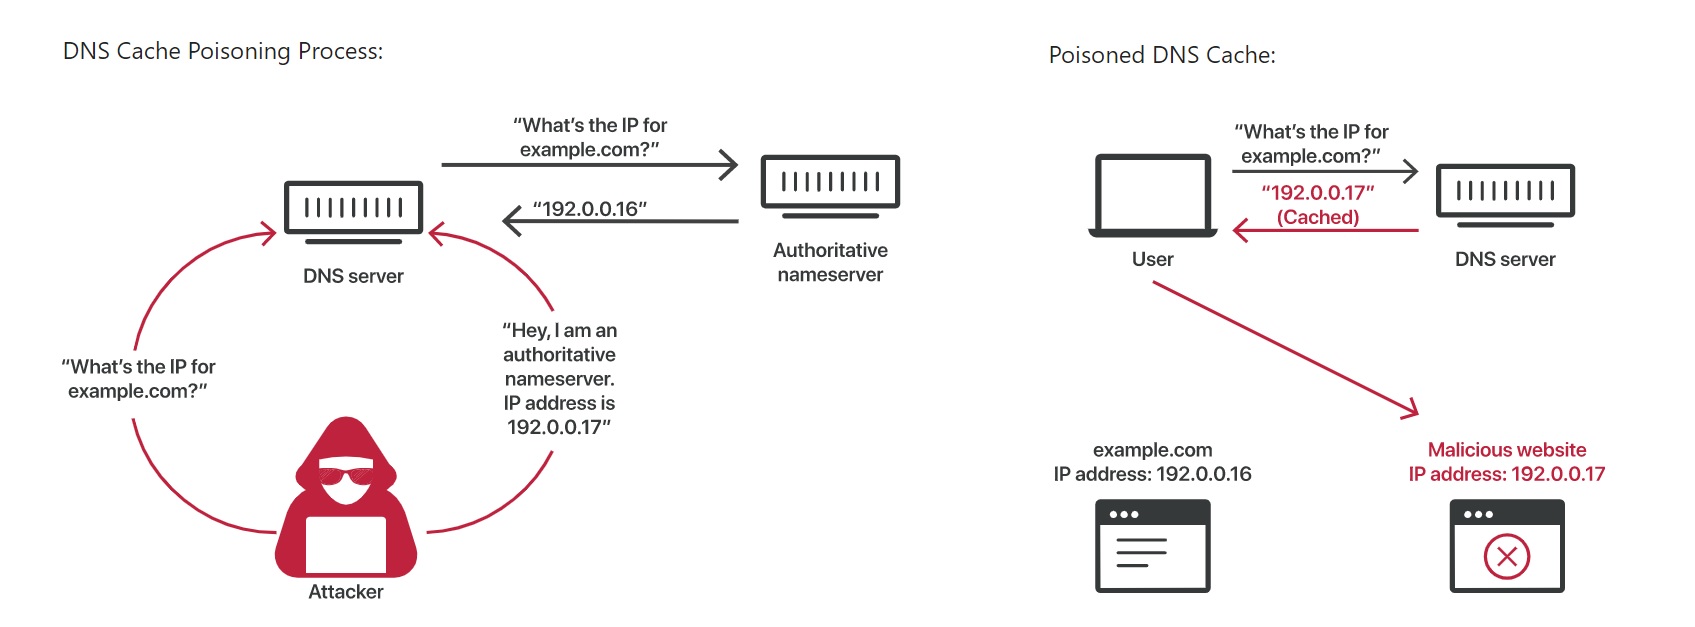 DNS Cache Poisoning Process:
“What’s the IP for
example.com?”
“192.0.0.16”
DNS server
Authoritative
nameserver
“What’s the IP for
example.com?”
“Hey, I am an
authoritative
nameserver.
IP address is
192.0.0.17”
Attacker
Poisoned DNS Cache:
“What’s the IP for
example.com?”
“192.0.0.17”
(Cached)
User
DNS server
example.com
IP address: 192.0.0.16
Malicious website
IP address: 192.0.0.17